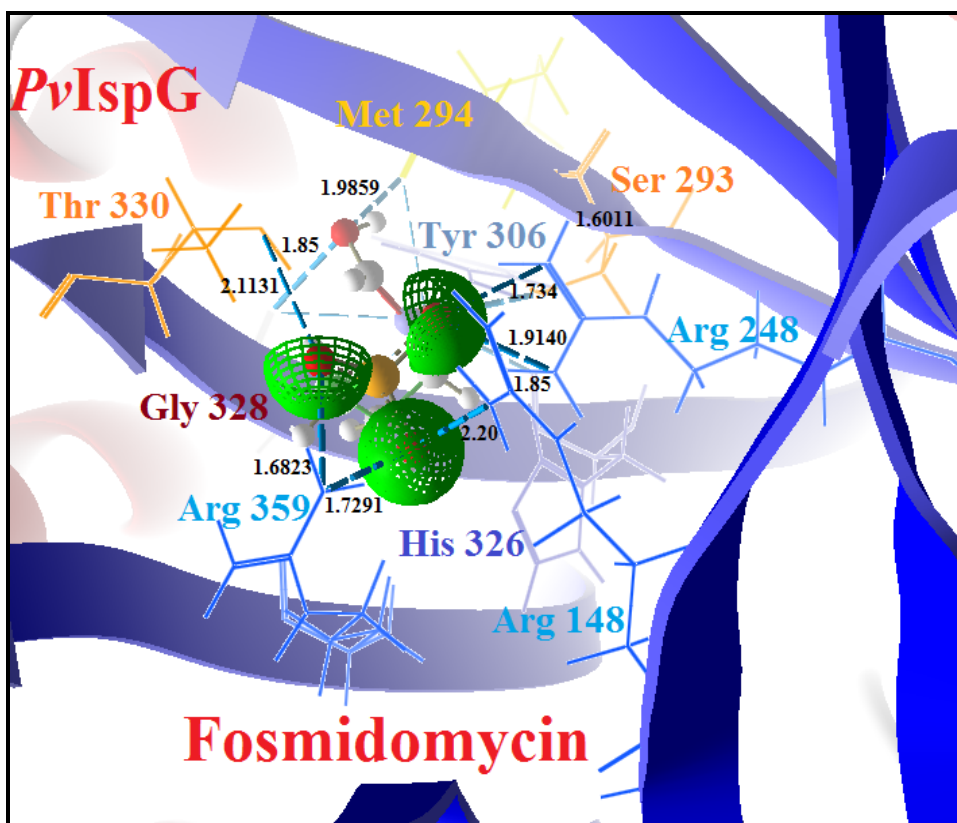 PvIspG
Met 294
Thr 330
1.9859
Ser 293
1.6011
1.85
Tyr 306
2.1131
1.734
Arg 248
1.9140
1.85
Gly 328
2.20
1.6823
1.7291
Arg 359
His 326
Arg 148
Fosmidomycin